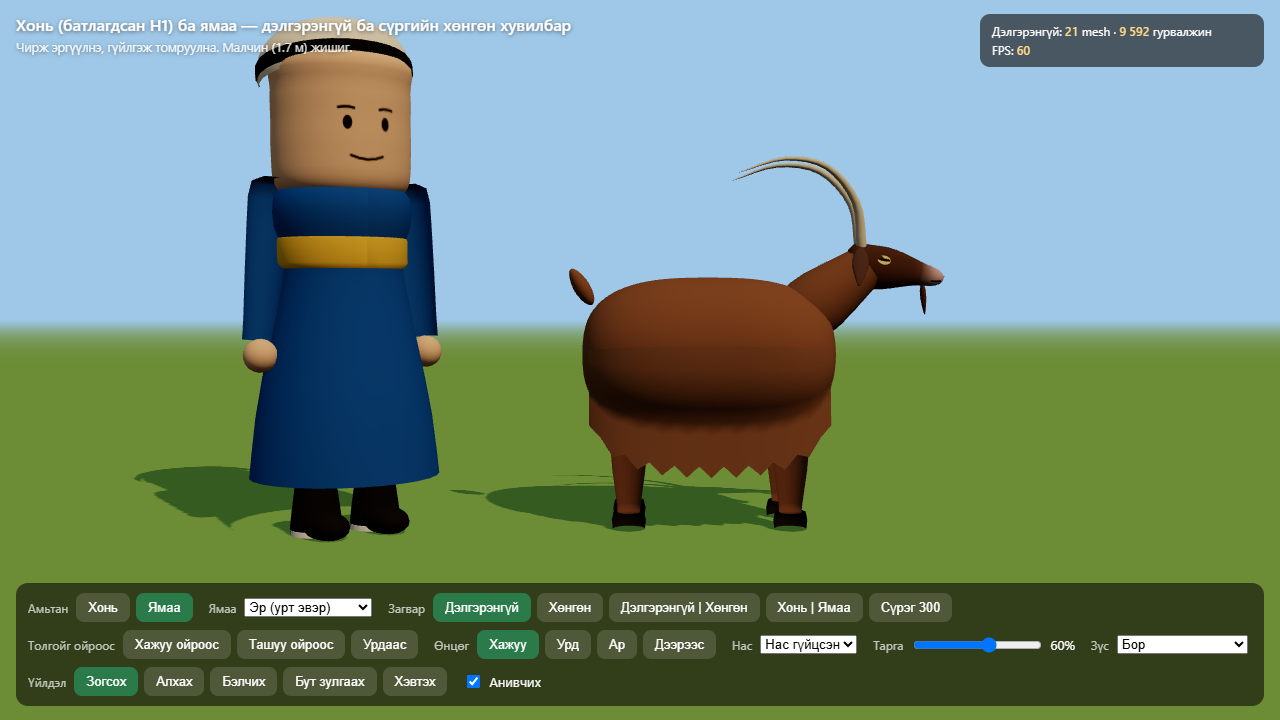 Хонь (батлагдсан H1) ба ямаа — дэлгэрэнгүй ба сүргийн хөнгөн хувилбар
Чирж эргүүлнэ, гүйлгэж томруулна. Малчин (1.7 м) жишиг.
Дэлгэрэнгүй: 21 mesh · 9 592 гурвалжин
FPS: 60
Амьтан Хонь Ямаа Ямаа Эр (урт эвэр) Загвар Дэлгэрэнгүй Хөнгөн Дэлгэрэнгүй | Хөнгөн Хонь | Ямаа Сүрэг 300
Толгойг ойроос Хажуу ойроос Ташуу ойроос Урдаас Өнцөг Хажуу Урд Ар Дээрээс Нас Нас гүйцсэн Тарга 60% Зүс Бор
Үйлдэл Зогсох Алхах Бэлчих Бут зулгаах Хэвтэх Анивчих